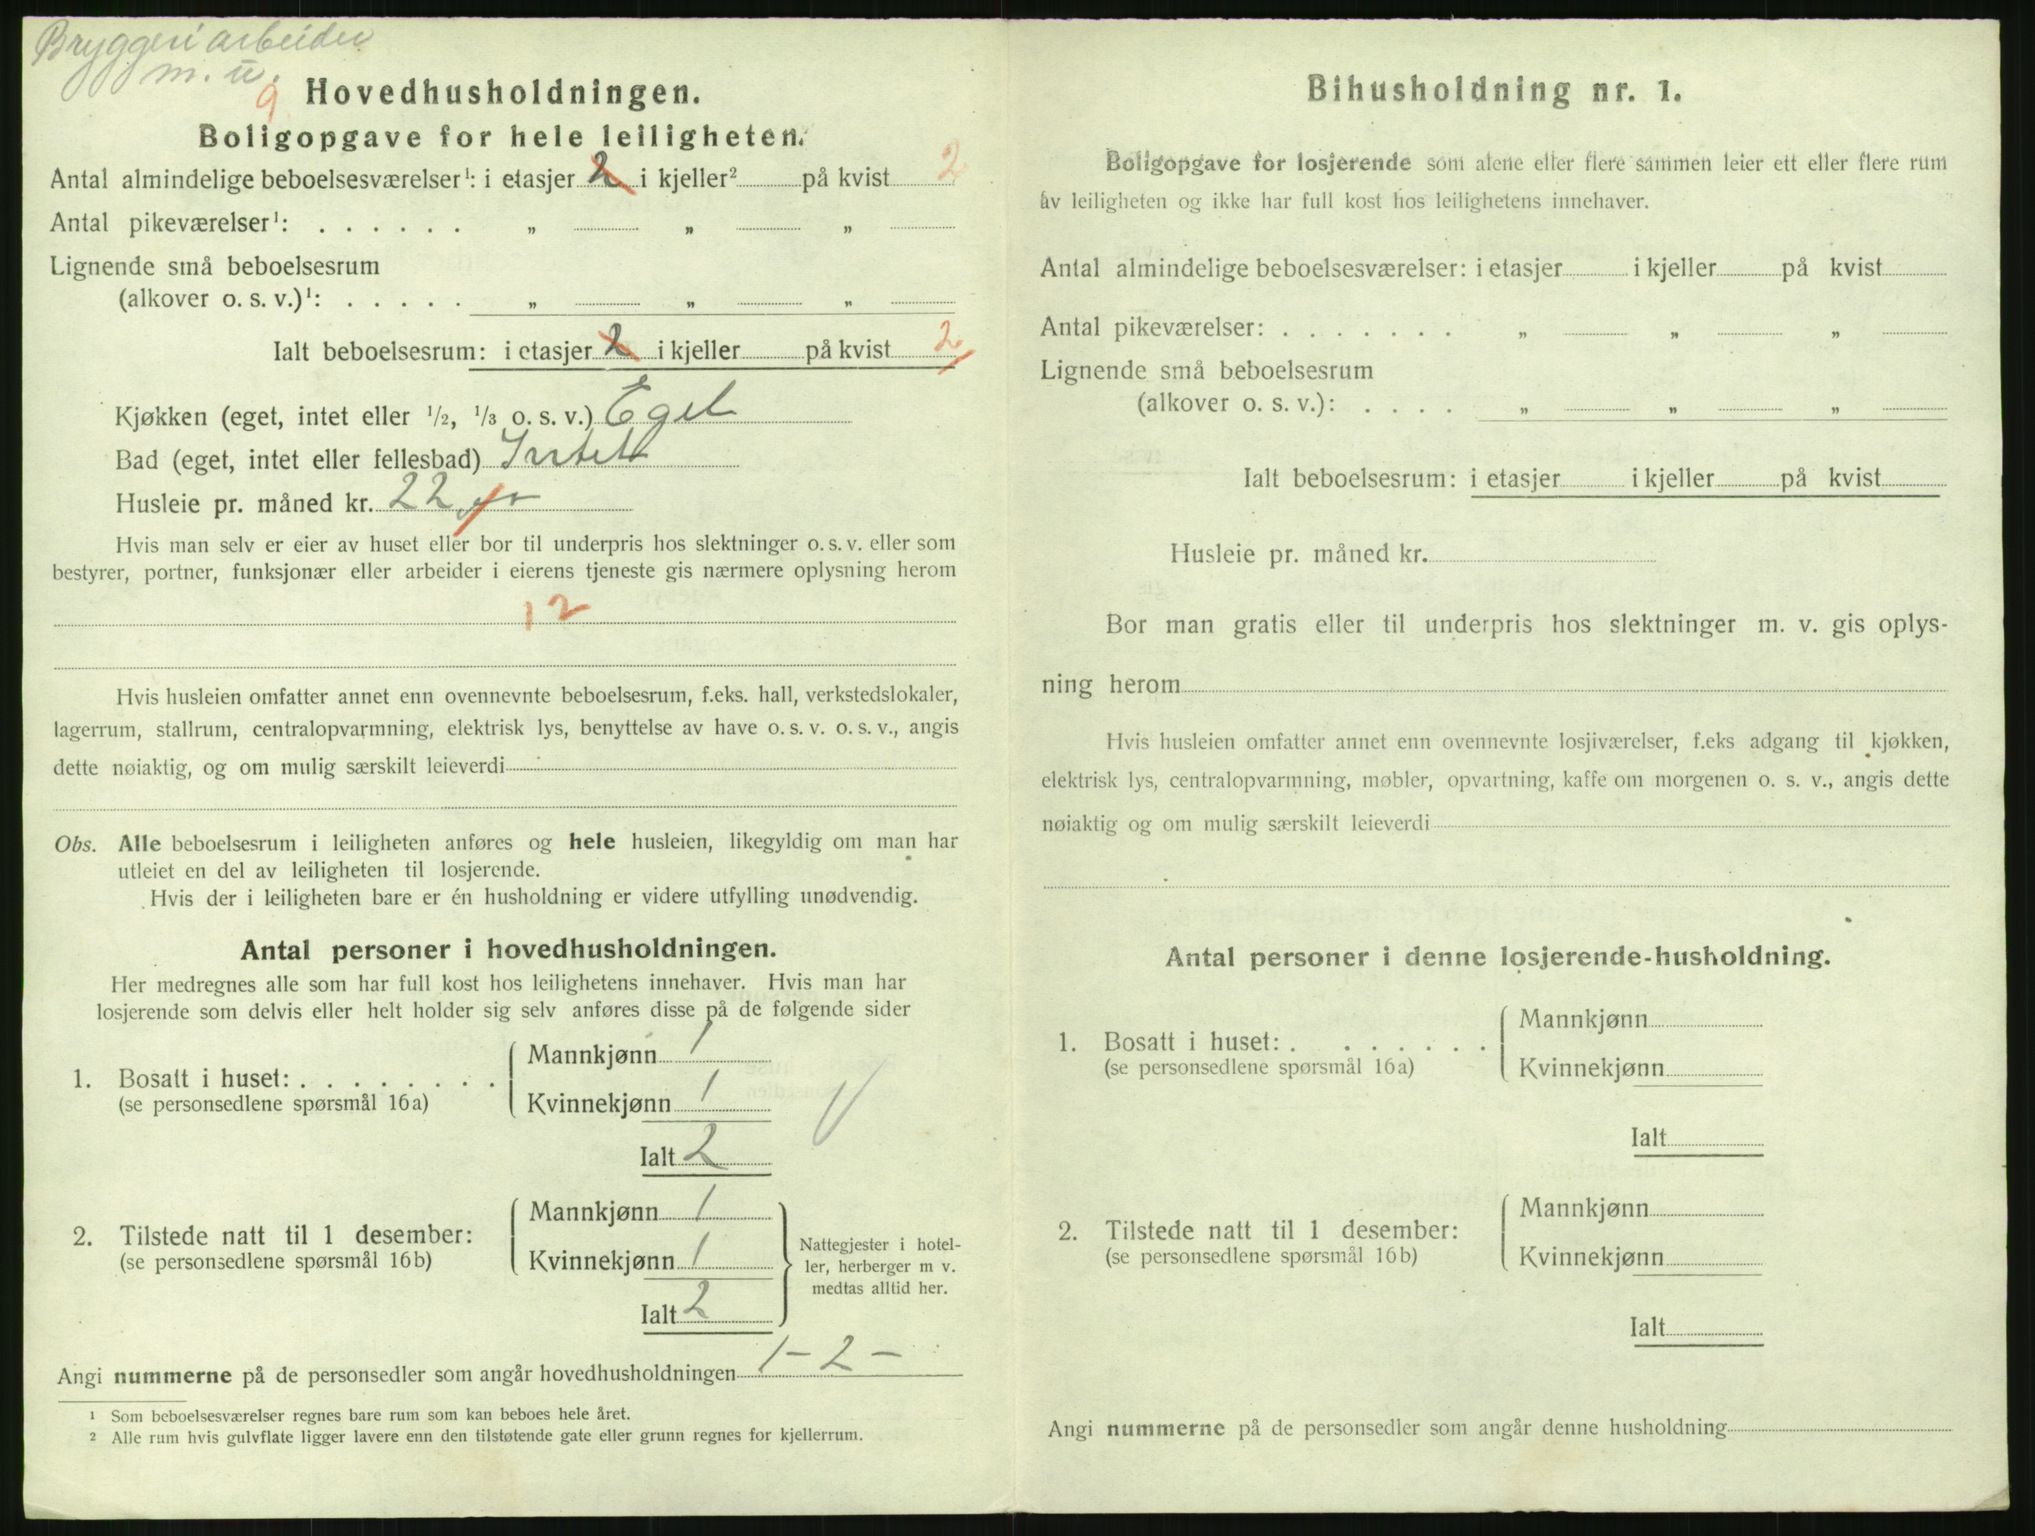 Bryggeriarbeider
m. u.
9
Hovedhusholdningen.
Boligopgave for hele leiligheten.
Antal almindelige beboelsesværelser¹: i etasjer 2 i kjeller² på kvist 2
Antal pikeværelser¹: . . . . . . „ „ „
Lignende små beboelsesrum
(alkover o. s. v.)¹: . . . . . „ „ „
Ialt beboelsesrum: i etasjer 2 i kjeller på kvist 2
Kjøkken (eget, intet eller 1/2, 1/3 o. s. v.) Eget
Bad (eget, intet eller fellesbad) Intet
Husleie pr. måned kr. 22
Hvis man selv er eier av huset eller bor til underpris hos slektninger o. s. v. eller som
bestyrer, portner, funksjonær eller arbeider i eierens tjeneste gis nærmere oplysning herom
12
Hvis husleien omfatter annet enn ovennevnte beboelsesrum, f.eks. hall, verkstedslokaler,
lagerrum, stallrum, centralopvarmning, elektrisk lys, benyttelse av have o. s. v. o. s. v., angis
dette nøiaktig, og om mulig særskilt leieverdi
Obs. Alle beboelsesrum i leiligheten anføres og hele husleien, likegyldig om man har
utleiet en del av leiligheten til losjerende.
Hvis der i leiligheten bare er én husholdning er videre utfylling unødvendig.
Antal personer i hovedhusholdningen.
Her medregnes alle som har full kost hos leilighetens innehaver. Hvis man har
losjerende som delvis eller helt holder sig selv anføres disse på de følgende sider
1. Bosatt i huset: . . . . . . . .
(se personsedlene spørsmål 16a)
Mannkjønn 1
Kvinnekjønn 1
Ialt 2
2. Tilstede natt til 1 desember:
(se personsedlene spørsmål 16b)
Mannkjønn 1
Kvinnekjønn 1
Ialt 2
Nattegjester i hotel-
ler, herberger m v.
medtas alltid her.
Angi nummerne på de personsedler som angår hovedhusholdningen 1 – 2 –
¹ Som beboelsesværelser regnes bare rum som kan beboes hele året.
² Alle rum hvis gulvflate ligger lavere enn den tilstøtende gate eller grunn regnes for kjellerrum.
Bihusholdning nr. 1.
Boligopgave for losjerende som alene eller flere sammen leier ett eller flere rum
av leiligheten og ikke har full kost hos leilighetens innehaver.
Antal almindelige beboelsesværelser: i etasjer i kjeller på kvist
Antal pikeværelser: . . . . . . . „ „ „
Lignende små beboelsesrum
(alkover o. s. v.): . . . . „ „ „
Ialt beboelsesrum: i etasjer i kjeller på kvist
Husleie pr. måned kr.
Bor man gratis eller til underpris hos slektninger m. v. gis oplys-
ning herom
Hvis husleien omfatter annet enn ovennevnte losjiværelser, f.eks adgang til kjøkken,
elektrisk lys, centralopvarmning, møbler, opvartning, kaffe om morgenen o. s. v., angis dette
nøiaktig og om mulig særskilt leieverdi
Antal personer i denne losjerende-husholdning.
1. Bosatt i huset: . . . . . . .
(se personsedlene spørsmål 16a)
Mannkjønn
Kvinnekjønn
Ialt
2. Tilstede natt til 1 desember:
(se personsedlene spørsmål 16b)
Mannkjønn
Kvinnekjønn
Ialt
Angi nummerne på de personsedler som angår denne husholdning